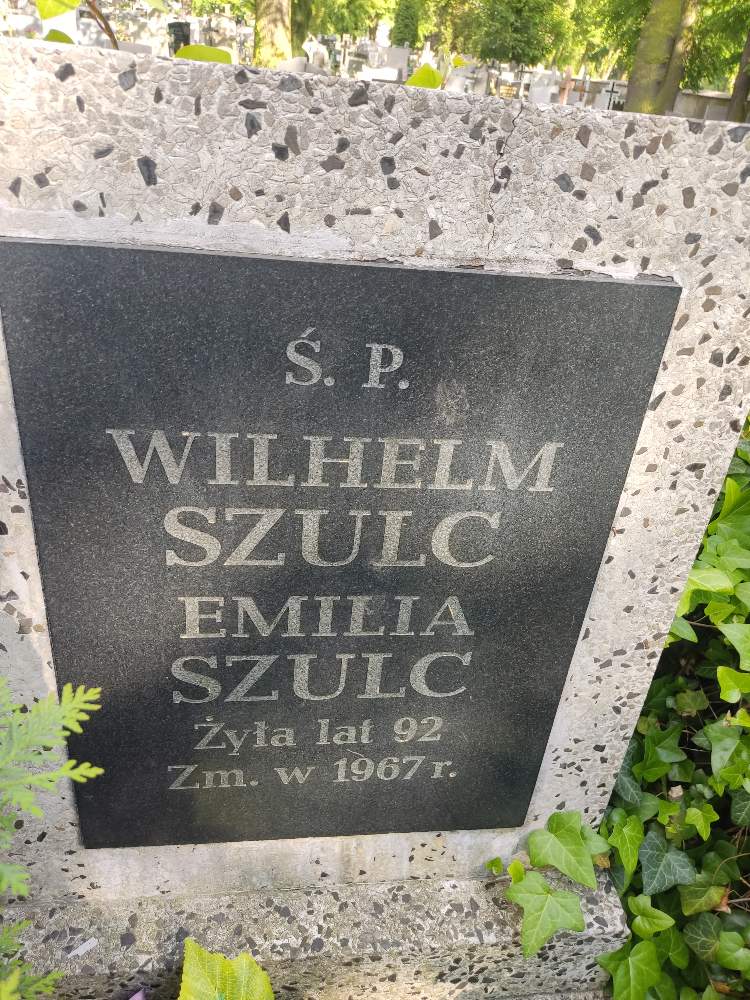 Ś. P.
WILHELM
SZULC
EMILIA
SZULC
Żyła lat 92
Zm. w 1967 r.